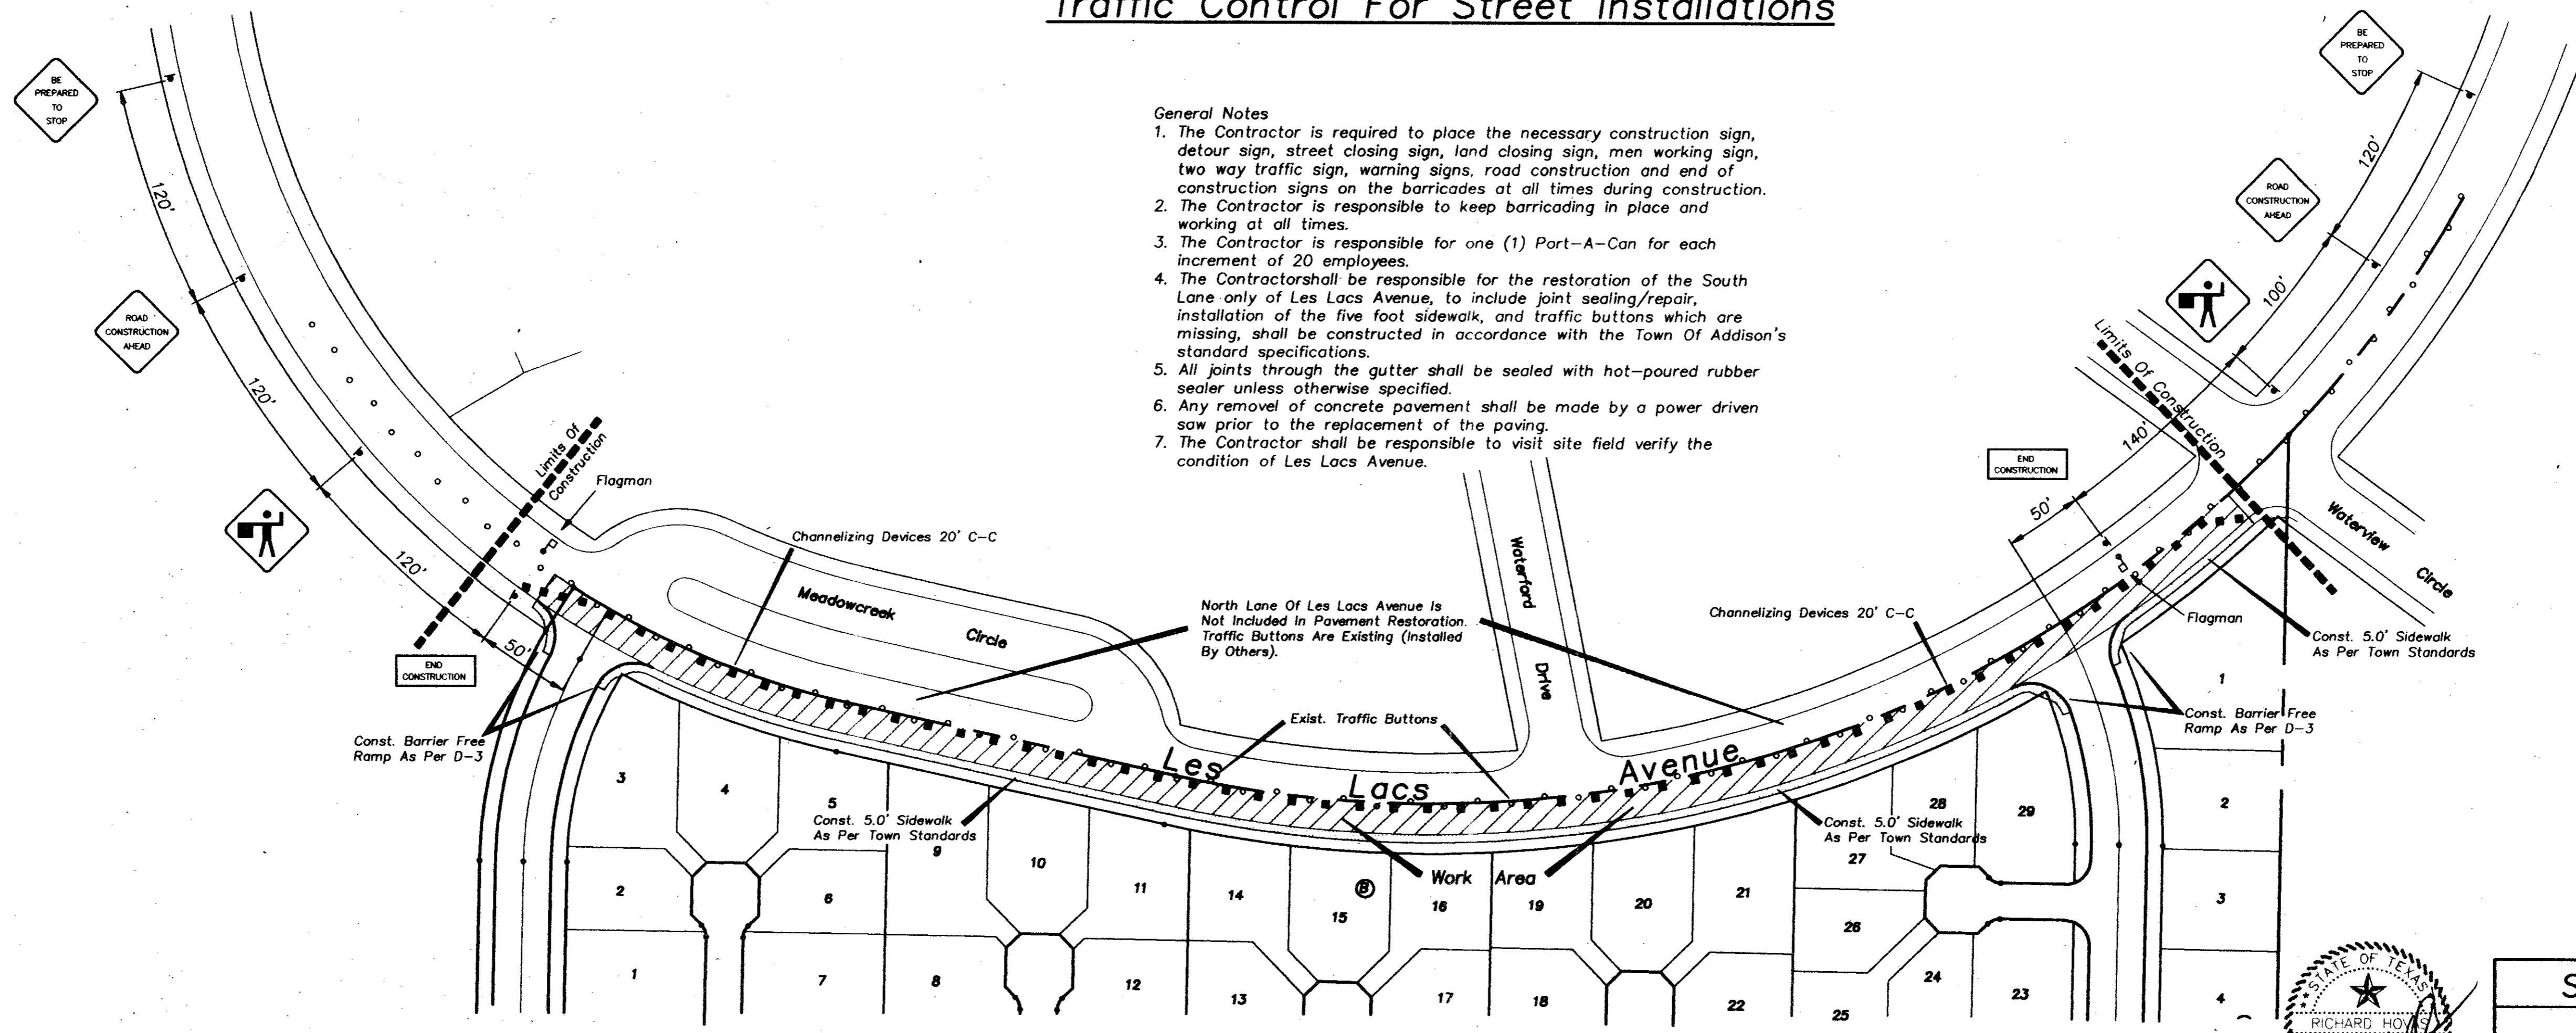 Traffic Control For Street Installations
BE
PREPARED
TO
STOP
120'
ROAD
CONSTRUCTION
AHEAD
120'
120'
50'
END
CONSTRUCTION
Limits Of
Construction
Flagman
General Notes
1. The Contractor is required to place the necessary construction sign,
detour sign, street closing sign, land closing sign, men working sign,
two way traffic sign, warning signs, road construction and end of
construction signs on the barricades at all times during construction.
2. The Contractor is responsible to keep barricading in place and
working at all times.
3. The Contractor is responsible for one (1) Port-A-Can for each
increment of 20 employees.
4. The Contractorshall be responsible for the restoration of the South
Lane only of Les Lacs Avenue, to include joint sealing/repair,
installation of the five foot sidewalk, and traffic buttons which are
missing, shall be constructed in accordance with the Town Of Addison's
standard specifications.
5. All joints through the gutter shall be sealed with hot-poured rubber
sealer unless otherwise specified.
6. Any removel of concrete pavement shall be made by a power driven
saw prior to the replacement of the paving.
7. The Contractor shall be responsible to visit site field verify the
condition of Les Lacs Avenue.
BE
PREPARED
TO
STOP
120'
ROAD
CONSTRUCTION
AHEAD
100'
Limits Of Construction
140'
END
CONSTRUCTION
50'
Waterview
Circle
Flagman
Const. 5.0' Sidewalk
As Per Town Standards
Const. Barrier Free
Ramp As Per D-3
Channelizing Devices 20' C-C
Meadowcreek
Circle
North Lane Of Les Lacs Avenue Is
Not Included In Pavement Restoration.
Traffic Buttons Are Existing (Installed
By Others).
Waterford
Drive
Channelizing Devices 20' C-C
Exist. Traffic Buttons
Les
Lacs
Avenue
Const. Barrier Free
Ramp As Per D-3
Const. 5.0' Sidewalk
As Per Town Standards
Const. 5.0' Sidewalk
As Per Town Standards
Work Area
3
4
5
9
10
11
14
15
B
16
19
20
21
27
28
29
1
2
2
6
26
3
1
7
8
12
13
17
18
22
25
24
23
4
STATE OF TEXAS
RICHARD
S